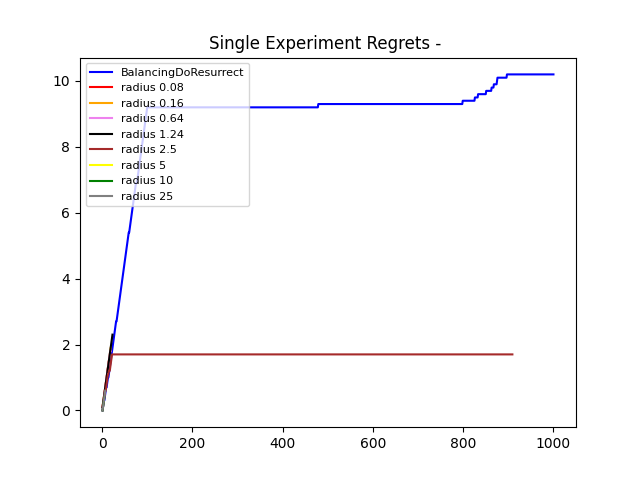 Single Experiment Regrets -
BalancingDoResurrect
radius 0.08
radius 0.16
radius 0.64
radius 1.24
radius 2.5
radius 5
radius 10
radius 25
10
8
6
4
2
0
0 200 400 600 800 1000